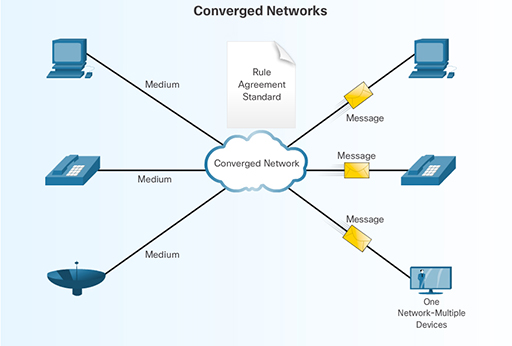 Converged Networks
Rule
Agreement
Standard
Medium
Message
Converged Network
Medium
Message
Medium
Message
One
Network-Multiple
Devices